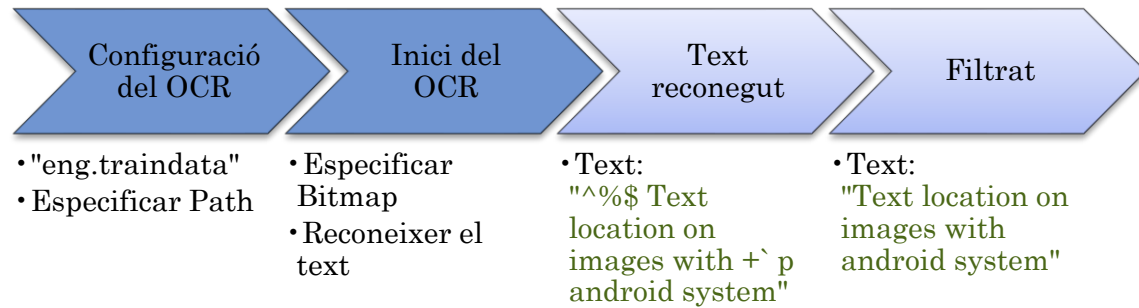 Configuració
del OCR
Inici del
OCR
Text
reconegut
Filtrat
•"eng.traindata"
•Especificar Path
•Especificar
Bitmap
•Reconeixer el
text
•Text:
"^%$ Text
location on
images with +` p
android system"
•Text:
"Text location on
images with
android system"